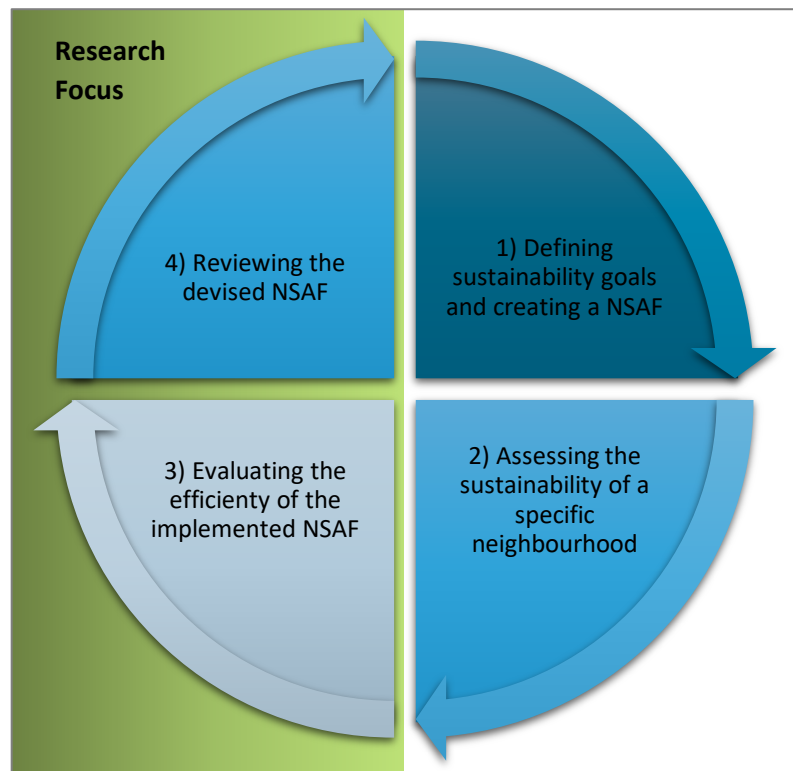 Research
Focus
4) Reviewing the
devised NSAF
1) Defining
sustainability goals
and creating a NSAF
3) Evaluating the
efficienty of the
implemented NSAF
2) Assessing the
sustainability of a
specific
neighbourhood